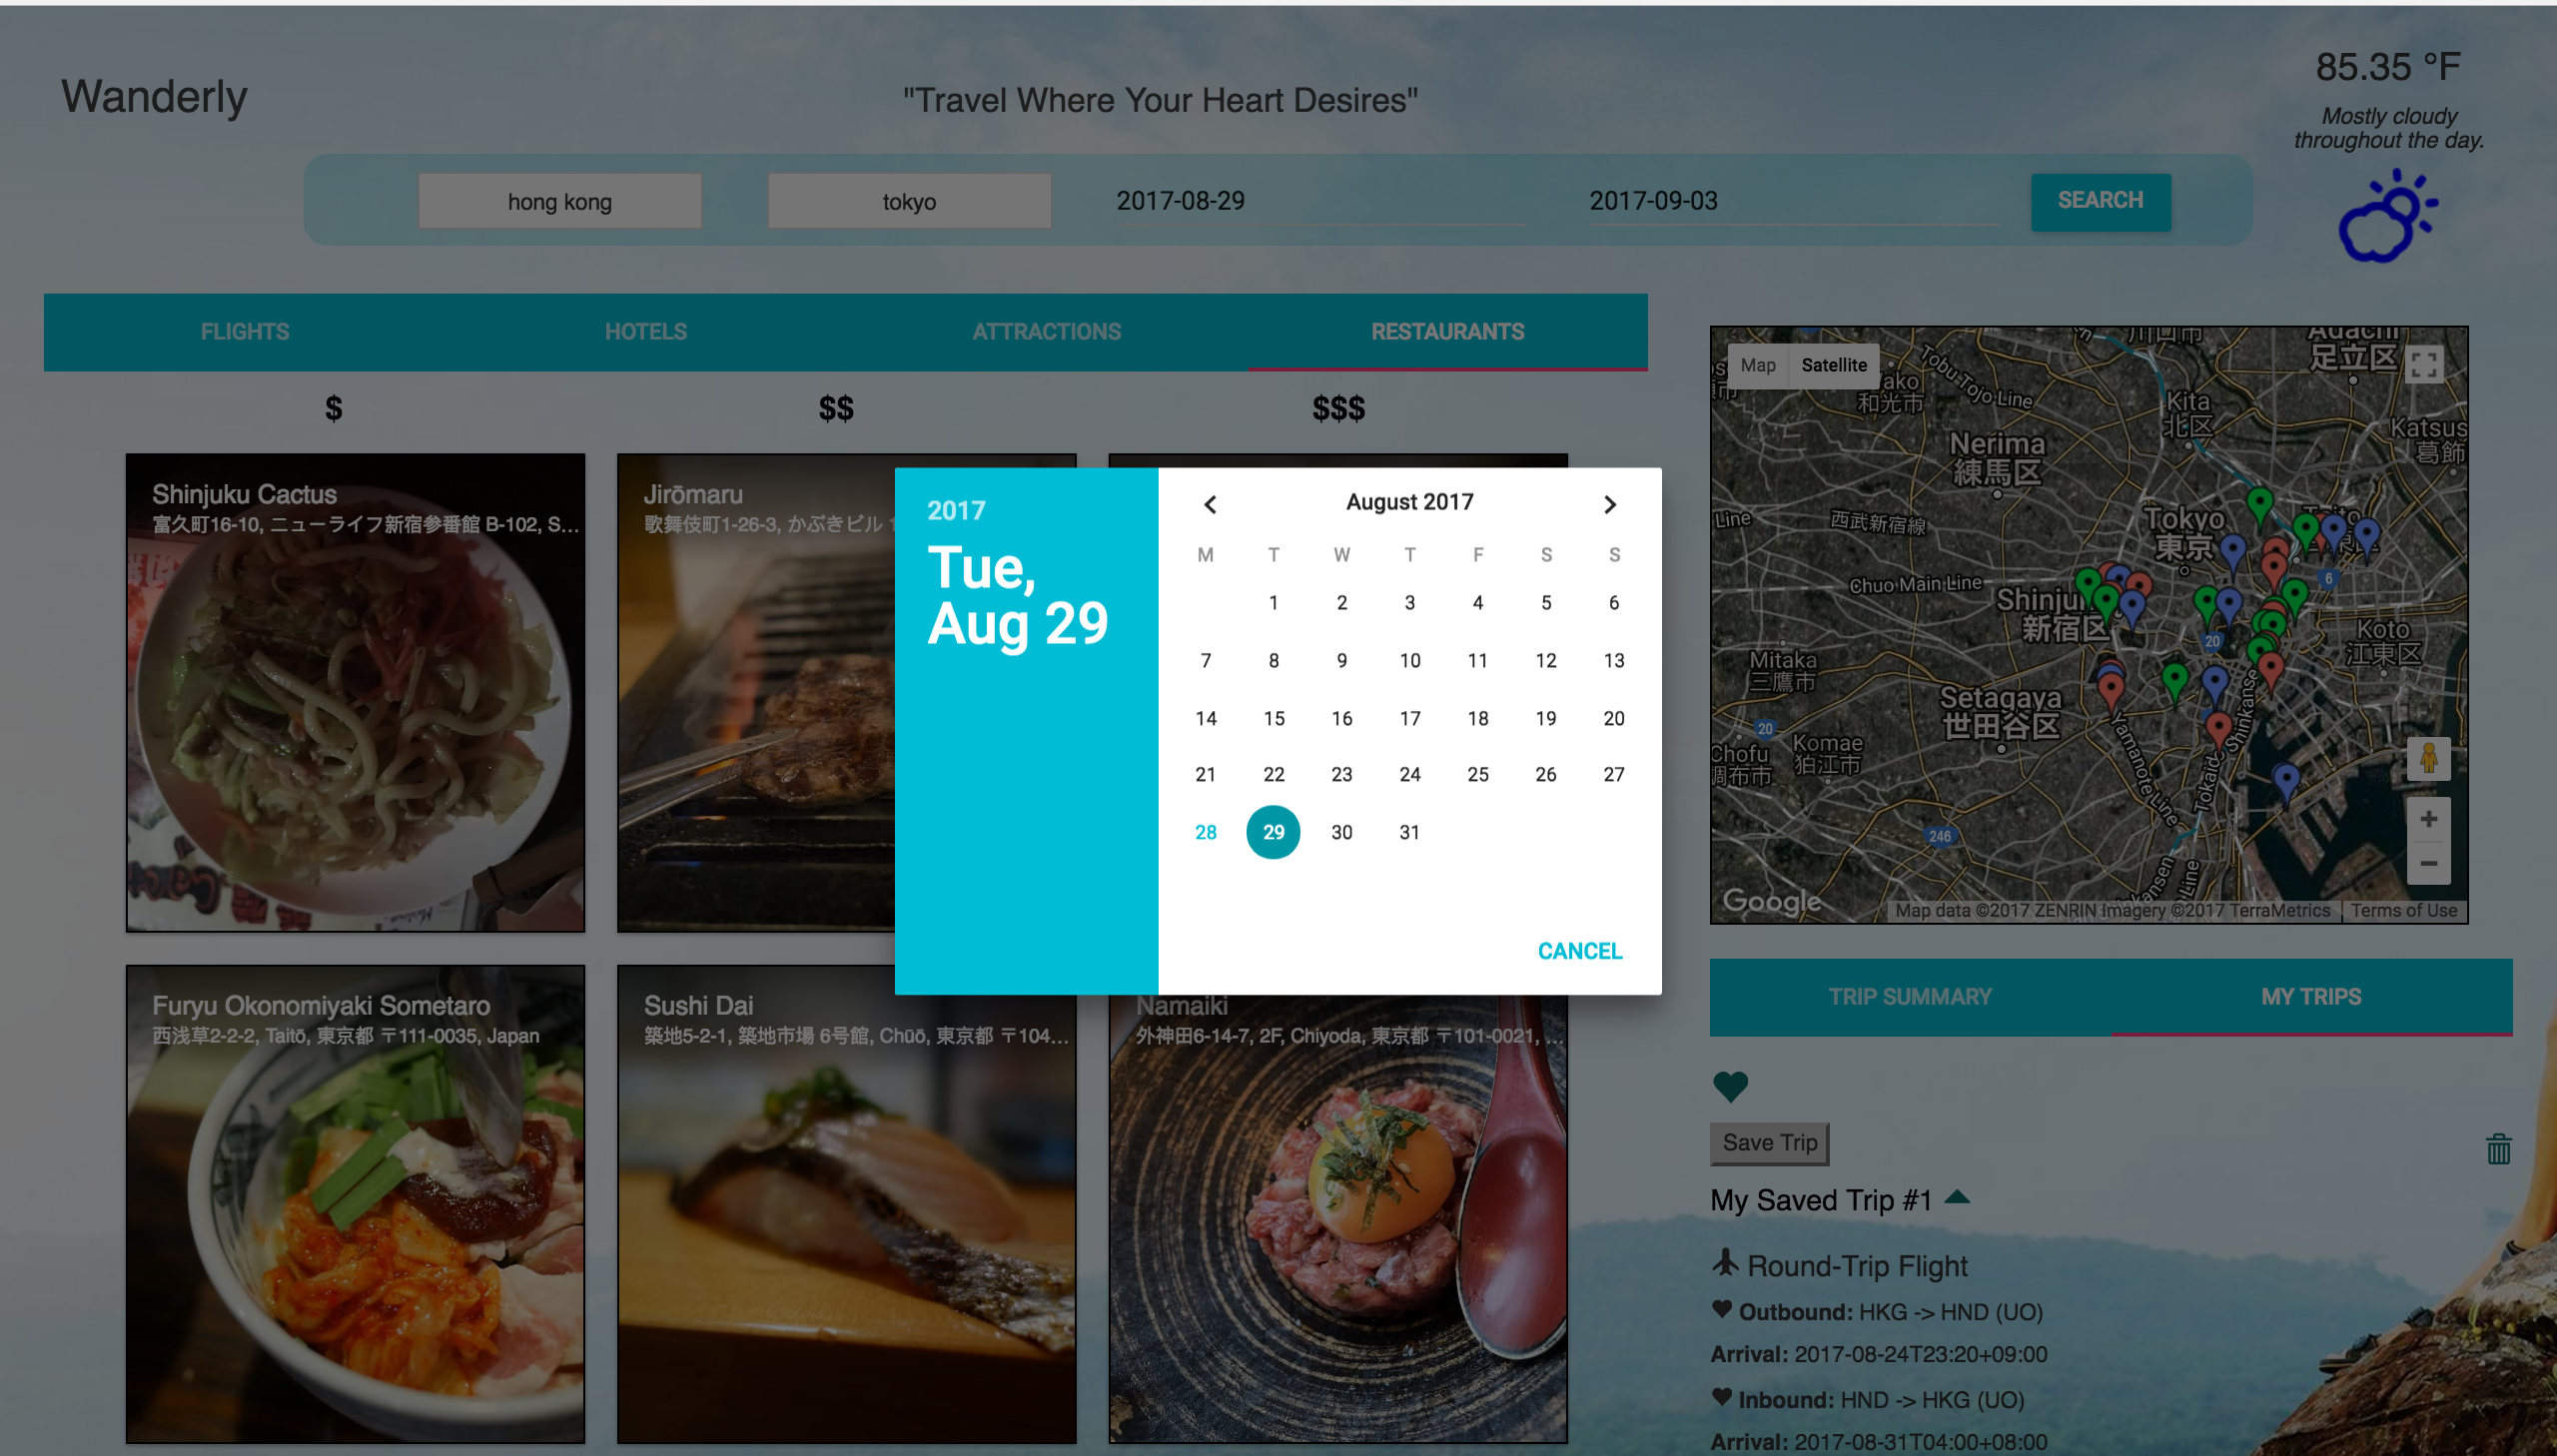 Wanderly
"Travel Where Your Heart Desires"
85.35 °F
Mostly cloudy
throughout the day.
hong kong
tokyo
2017-08-29
2017-09-03
SEARCH
FLIGHTS
HOTELS
ATTRACTIONS
RESTAURANTS
$
$$
$$$
Shinjuku Cactus
富久町16-10, ニューライフ新宿参番館 B-102, S...
Jirōmaru
歌舞伎町1-26-3, かぶきビル
Furyu Okonomiyaki Sometaro
西浅草2-2-2, Taitō, 東京都 〒111-0035, Japan
Sushi Dai
築地5-2-1, 築地市場 6号館, Chūō, 東京都 〒104...
Namaiki
外神田6-14-7, 2F, Chiyoda, 東京都 〒101-0021, ...
2017
Tue,
Aug 29
August 2017
M T W T F S S
1 2 3 4 5 6
7 8 9 10 11 12 13
14 15 16 17 18 19 20
21 22 23 24 25 26 27
28 29 30 31
CANCEL
Map
Satellite
川口市
Adachi
足立区
和光市
Tobu-Tojo Line
Kita
北区
Katsus
葛飾
Nerima
練馬区
Line
西武新宿線
Tokyo
東京
Chuo Main Line
6
新宿区
20
Koto
江東区
Mitaka
三鷹市
Setagaya
世田谷区
20
Chofu
調布市
Komae
狛江市
Yamanote Line
246
Google
Map data ©2017 ZENRIN Imagery ©2017 TerraMetrics
Terms of Use
TRIP SUMMARY
MY TRIPS
Save Trip
My Saved Trip #1
Round-Trip Flight
Outbound: HKG -> HND (UO)
Arrival: 2017-08-24T23:20+09:00
Inbound: HND -> HKG (UO)
Arrival: 2017-08-31T04:00+08:00